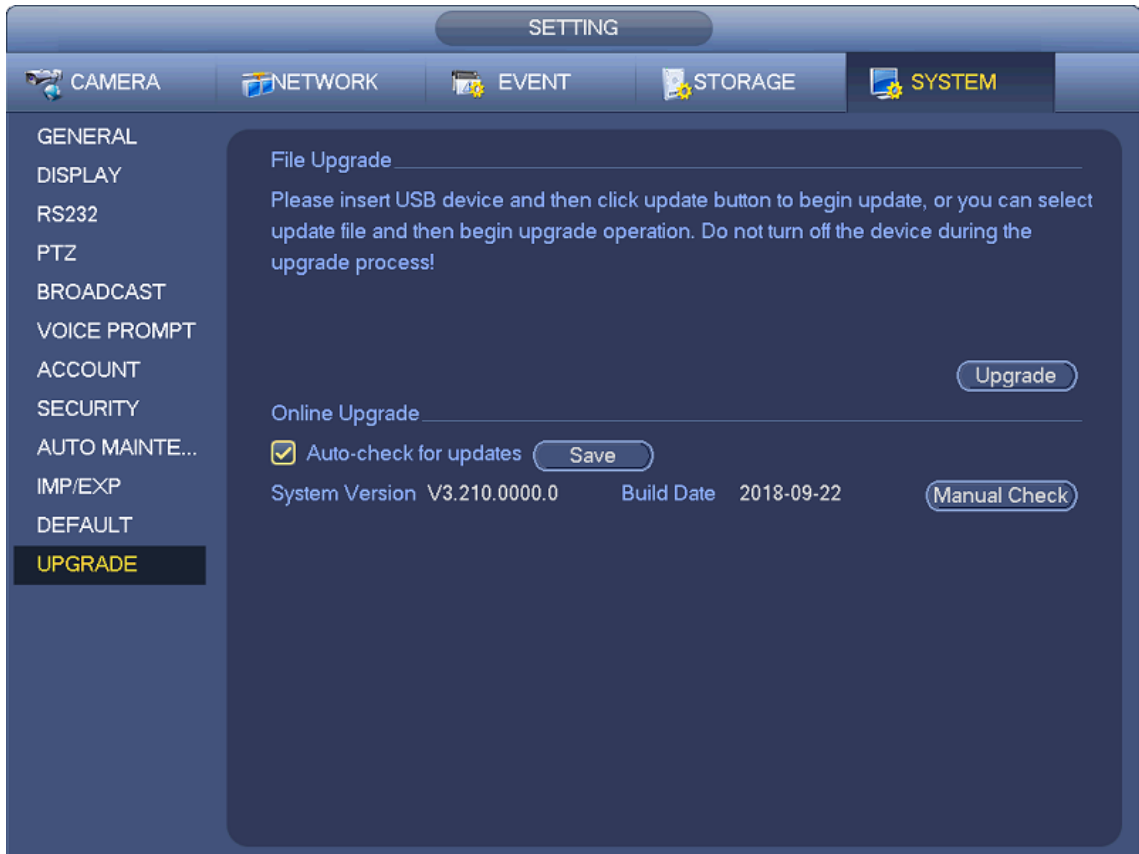 SETTING
CAMERA NETWORK EVENT STORAGE SYSTEM
GENERAL
DISPLAY
RS232
PTZ
BROADCAST
VOICE PROMPT
ACCOUNT
SECURITY
AUTO MAINTE...
IMP/EXP
DEFAULT
UPGRADE
File Upgrade
Please insert USB device and then click update button to begin update, or you can select
update file and then begin upgrade operation. Do not turn off the device during the
upgrade process!
Upgrade
Online Upgrade
Auto-check for updates Save
System Version V3.210.0000.0 Build Date 2018-09-22 Manual Check